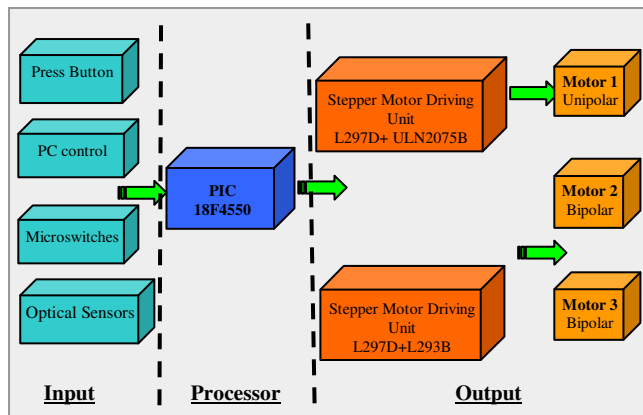 Press Button
PC control
Microswitches
Optical Sensors
PIC
18F4550
Stepper Motor Driving
Unit
L297D+ ULN2075B
Stepper Motor Driving
Unit
L297D+L293B
Motor 1
Unipolar
Motor 2
Bipolar
Motor 3
Bipolar
Input
Processor
Output